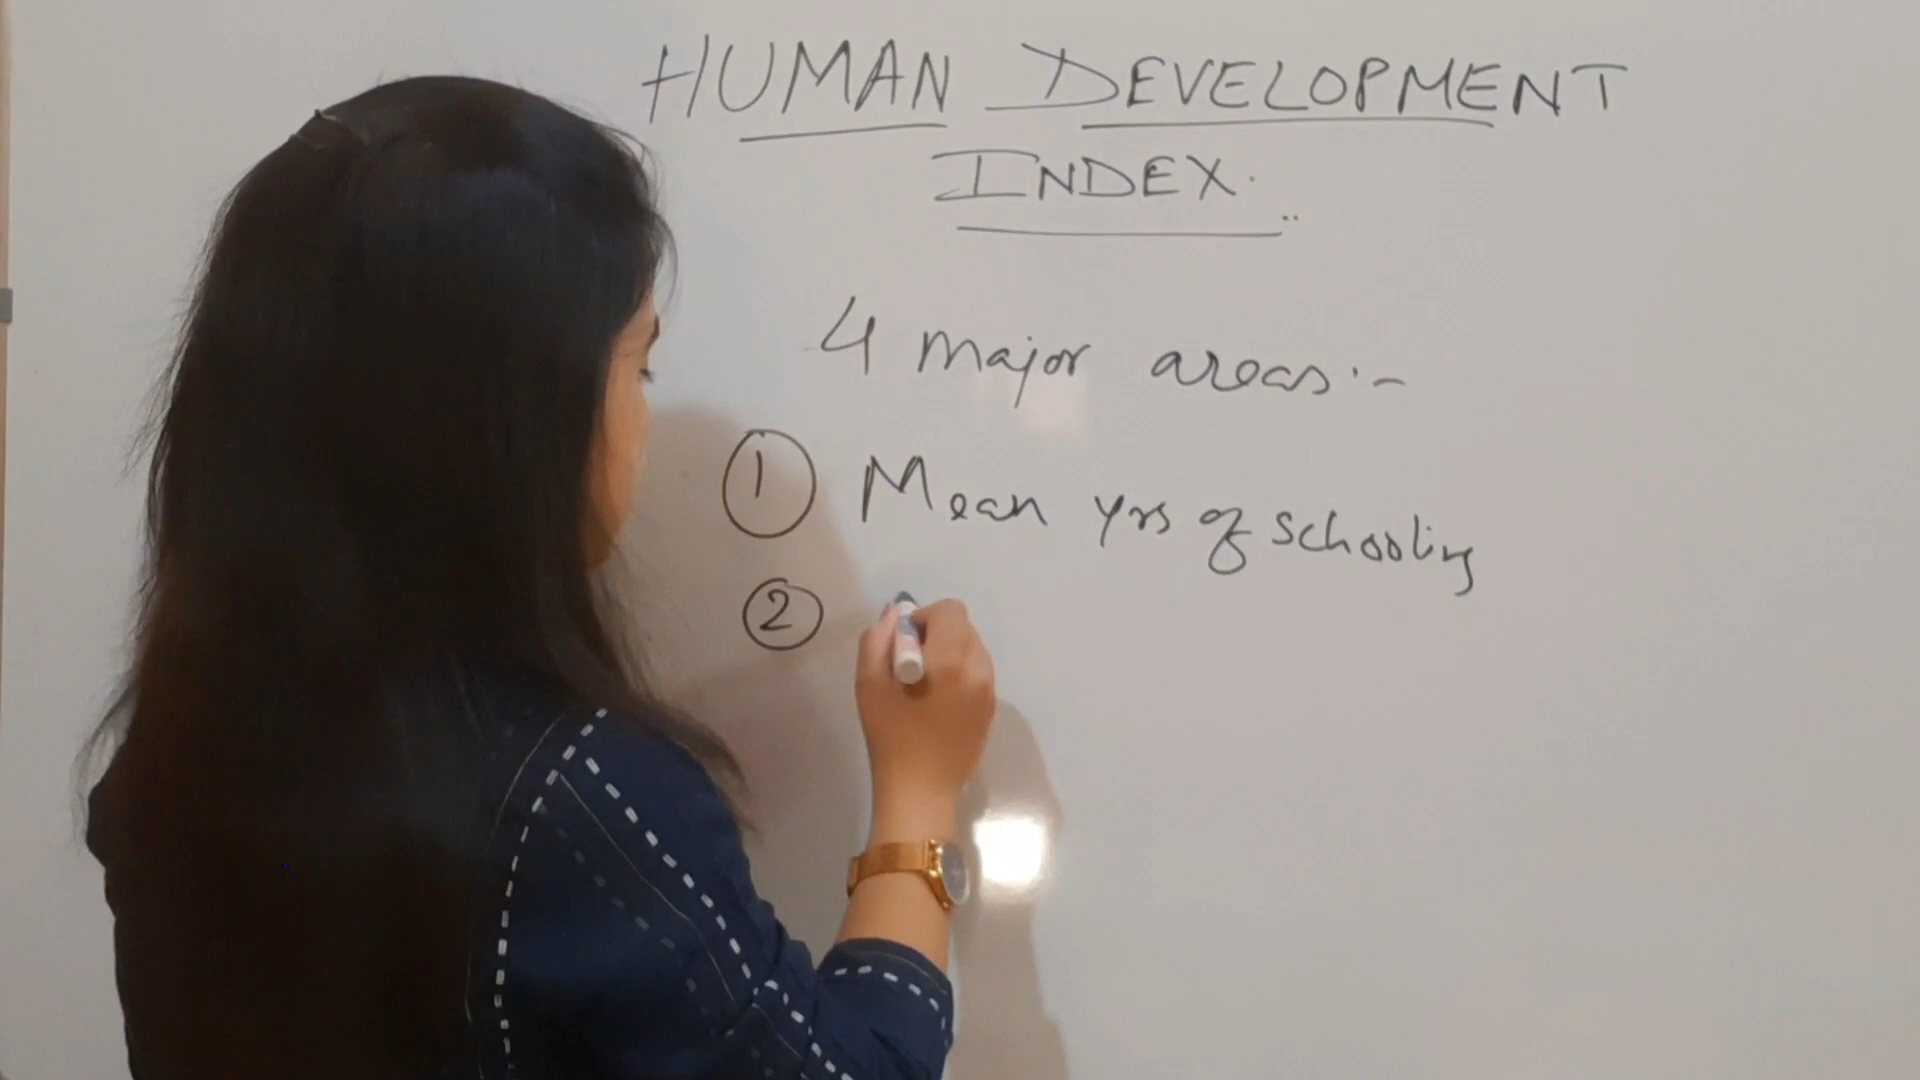 HUMAN DEVELOPMENT
INDEX.
4 major areas:-
① Mean yrs of schooling
②